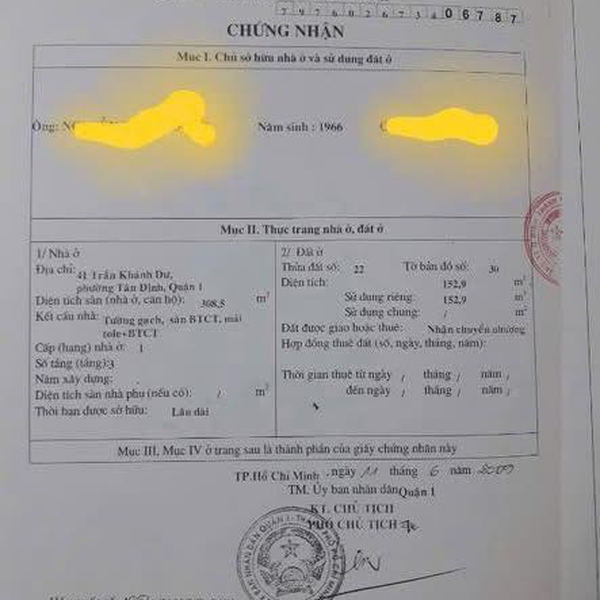 797602673406787
CHỨNG NHẬN
Mục I. Chủ sở hữu nhà ở và sử dụng đất ở
Ông: Năm sinh : 1966
Mục II. Thực trạng nhà ở, đất ở
1/ Nhà ở
Địa chỉ: 41 Trần Khánh Dư,
phường Tân Định, Quận 1
Diện tích sàn (nhà ở, căn hộ): 308,5 m²
Kết cấu nhà: Tường gạch, sàn BTCT, mái
tole+BTCT
Cấp (hạng) nhà ở: 1
Số tầng (tầng):3
Năm xây dựng:
Diện tích sàn nhà phụ (nếu có): / m²
Thời hạn được sở hữu: Lâu dài
2/ Đất ở
Thửa đất số: 22 Tờ bản đồ số: 30
Diện tích: 152,9 m²
Sử dụng riêng: 152,9 m²
Sử dụng chung: / m²
Đất được giao hoặc thuê: Nhận chuyển nhượng
Hợp đồng thuê đất (số, ngày, tháng, năm):
Thời gian thuê từ ngày / tháng / năm /
đến ngày / tháng / năm /
Mục III, Mục IV ở trang sau là thành phần của giấy chứng nhận này
TP.Hồ Chí Minh , ngày 11 tháng 6 năm 2009
TM. Ủy ban nhân dân Quận 1
KT. CHỦ TỊCH
PHÓ CHỦ TỊCH